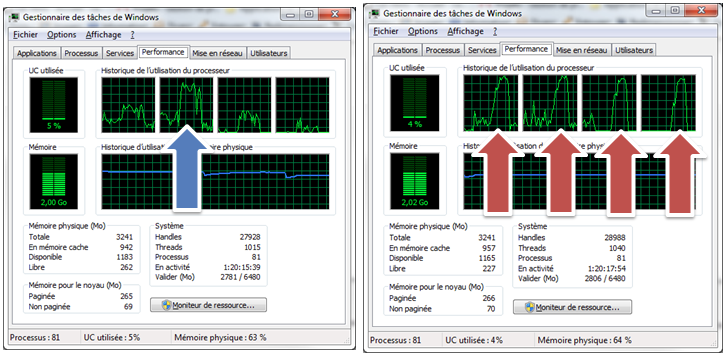 Gestionnaire des tâches de Windows
Fichier Options Affichage ?
Applications Processus Services Performance Mise en réseau Utilisateurs
UC utilisée
Historique de l'utilisation du processeur
5 %
Mémoire
Historique d'utilis moire physique
2,00 Go
Mémoire physique (Mo)
Totale 3241
En mémoire cache 942
Disponible 1183
Libre 262
Système
Handles 27928
Threads 1015
Processus 81
En activité 1:20:15:39
Valider (Mo) 2781 / 6480
Mémoire pour le noyau (Mo)
Paginée 265
Non paginée 69
Moniteur de ressource...
Processus : 81 UC utilisée : 5% Mémoire physique : 63 %
Gestionnaire des tâches de Windows
Fichier Options Affichage ?
Applications Processus Services Performance Mise en réseau Utilisateurs
UC utilisée
Historique de l'utilisation du processeur
4 %
Mémoire
Histo
2,02 Go
Mémoire physique (Mo)
Totale 3241
En mémoire cache 957
Disponible 1165
Libre 227
Système
Handles 28988
Threads 1040
Processus 81
En activité 1:20:17:54
Valider (Mo) 2806 / 6480
Mémoire pour le noyau (Mo)
Paginée 266
Non paginée 70
Moniteur de ressource...
Processus : 81 UC utilisée : 4% Mémoire physique : 64 %